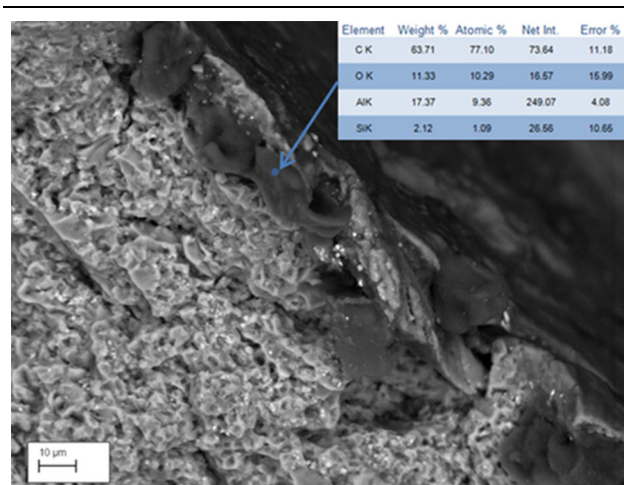 Element Weight % Atomic % Net Int. Error %
C K 63.71 77.10 73.64 11.18
O K 11.33 10.29 16.57 15.99
AlK 17.37 9.36 249.07 4.08
SiK 2.12 1.09 26.56 10.65
10 µm